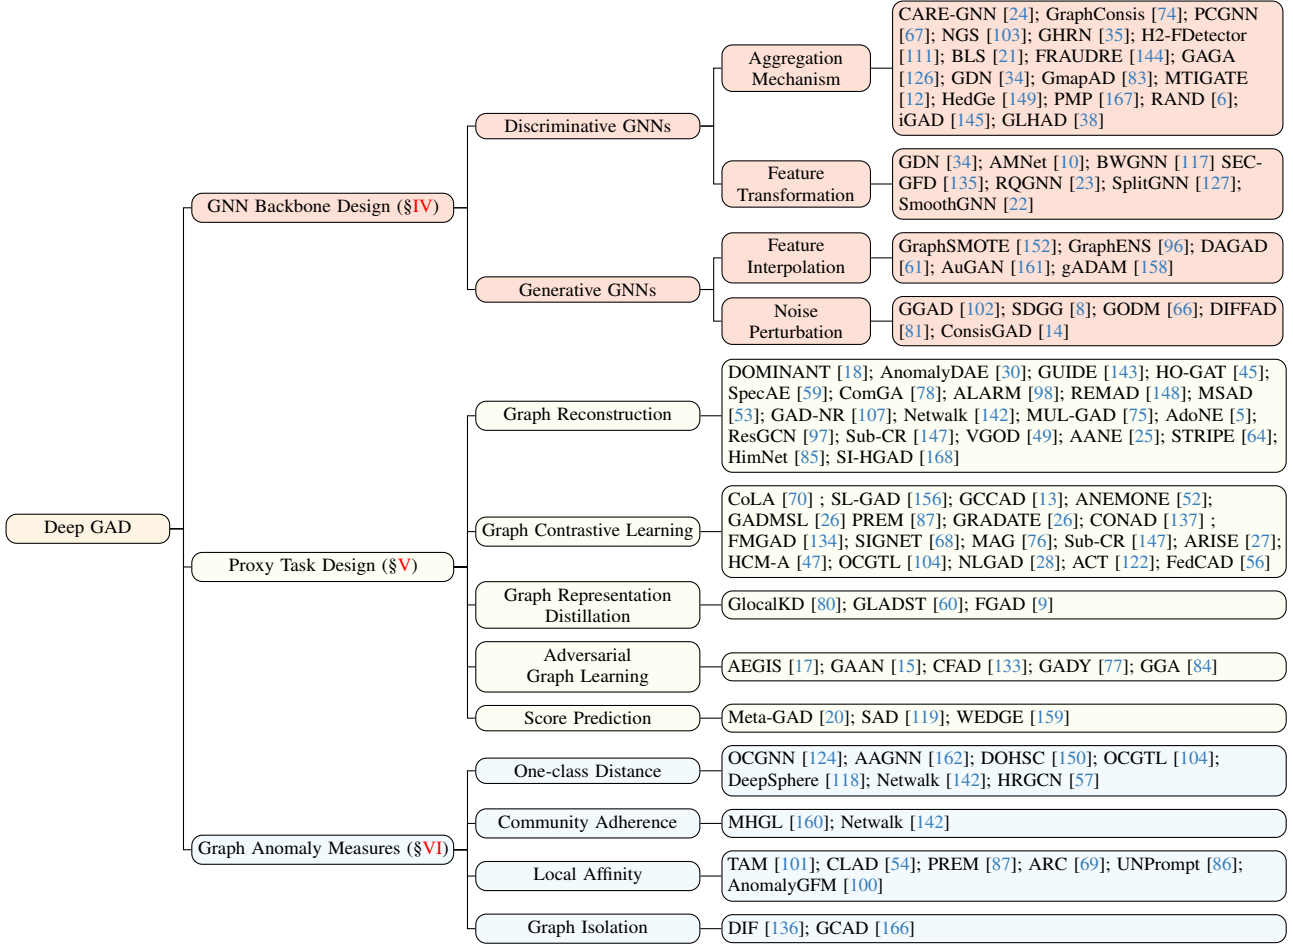 Deep GAD
GNN Backbone Design (§IV)
Discriminative GNNs
Aggregation
Mechanism
CARE-GNN [24]; GraphConsis [74]; PCGNN
[67]; NGS [103]; GHRN [35]; H2-FDetector
[111]; BLS [21]; FRAUDRE [144]; GAGA
[126]; GDN [34]; GmapAD [83]; MTIGATE
[12]; HedGe [149]; PMP [167]; RAND [6];
iGAD [145]; GLHAD [38]
Feature
Transformation
GDN [34]; AMNet [10]; BWGNN [117] SEC-
GFD [135]; RQGNN [23]; SplitGNN [127];
SmoothGNN [22]
Generative GNNs
Feature
Interpolation
GraphSMOTE [152]; GraphENS [96]; DAGAD
[61]; AuGAN [161]; gADAM [158]
Noise
Perturbation
GGAD [102]; SDGG [8]; GODM [66]; DIFFAD
[81]; ConsisGAD [14]
Proxy Task Design (§V)
Graph Reconstruction
DOMINANT [18]; AnomalyDAE [30]; GUIDE [143]; HO-GAT [45];
SpecAE [59]; ComGA [78]; ALARM [98]; REMAD [148]; MSAD
[53]; GAD-NR [107]; Netwalk [142]; MUL-GAD [75]; AdoNE [5];
ResGCN [97]; Sub-CR [147]; VGOD [49]; AANE [25]; STRIPE [64];
HimNet [85]; SI-HGAD [168]
Graph Contrastive Learning
CoLA [70] ; SL-GAD [156]; GCCAD [13]; ANEMONE [52];
GADMSL [26] PREM [87]; GRADATE [26]; CONAD [137] ;
FMGAD [134]; SIGNET [68]; MAG [76]; Sub-CR [147]; ARISE [27];
HCM-A [47]; OCGTL [104]; NLGAD [28]; ACT [122]; FedCAD [56]
Graph Representation
Distillation
GlocalKD [80]; GLADST [60]; FGAD [9]
Adversarial
Graph Learning
AEGIS [17]; GAAN [15]; CFAD [133]; GADY [77]; GGA [84]
Score Prediction
Meta-GAD [20]; SAD [119]; WEDGE [159]
Graph Anomaly Measures (§VI)
One-class Distance
OCGNN [124]; AAGNN [162]; DOHSC [150]; OCGTL [104];
DeepSphere [118]; Netwalk [142]; HRGCN [57]
Community Adherence
MHGL [160]; Netwalk [142]
Local Affinity
TAM [101]; CLAD [54]; PREM [87]; ARC [69]; UNPrompt [86];
AnomalyGFM [100]
Graph Isolation
DIF [136]; GCAD [166]